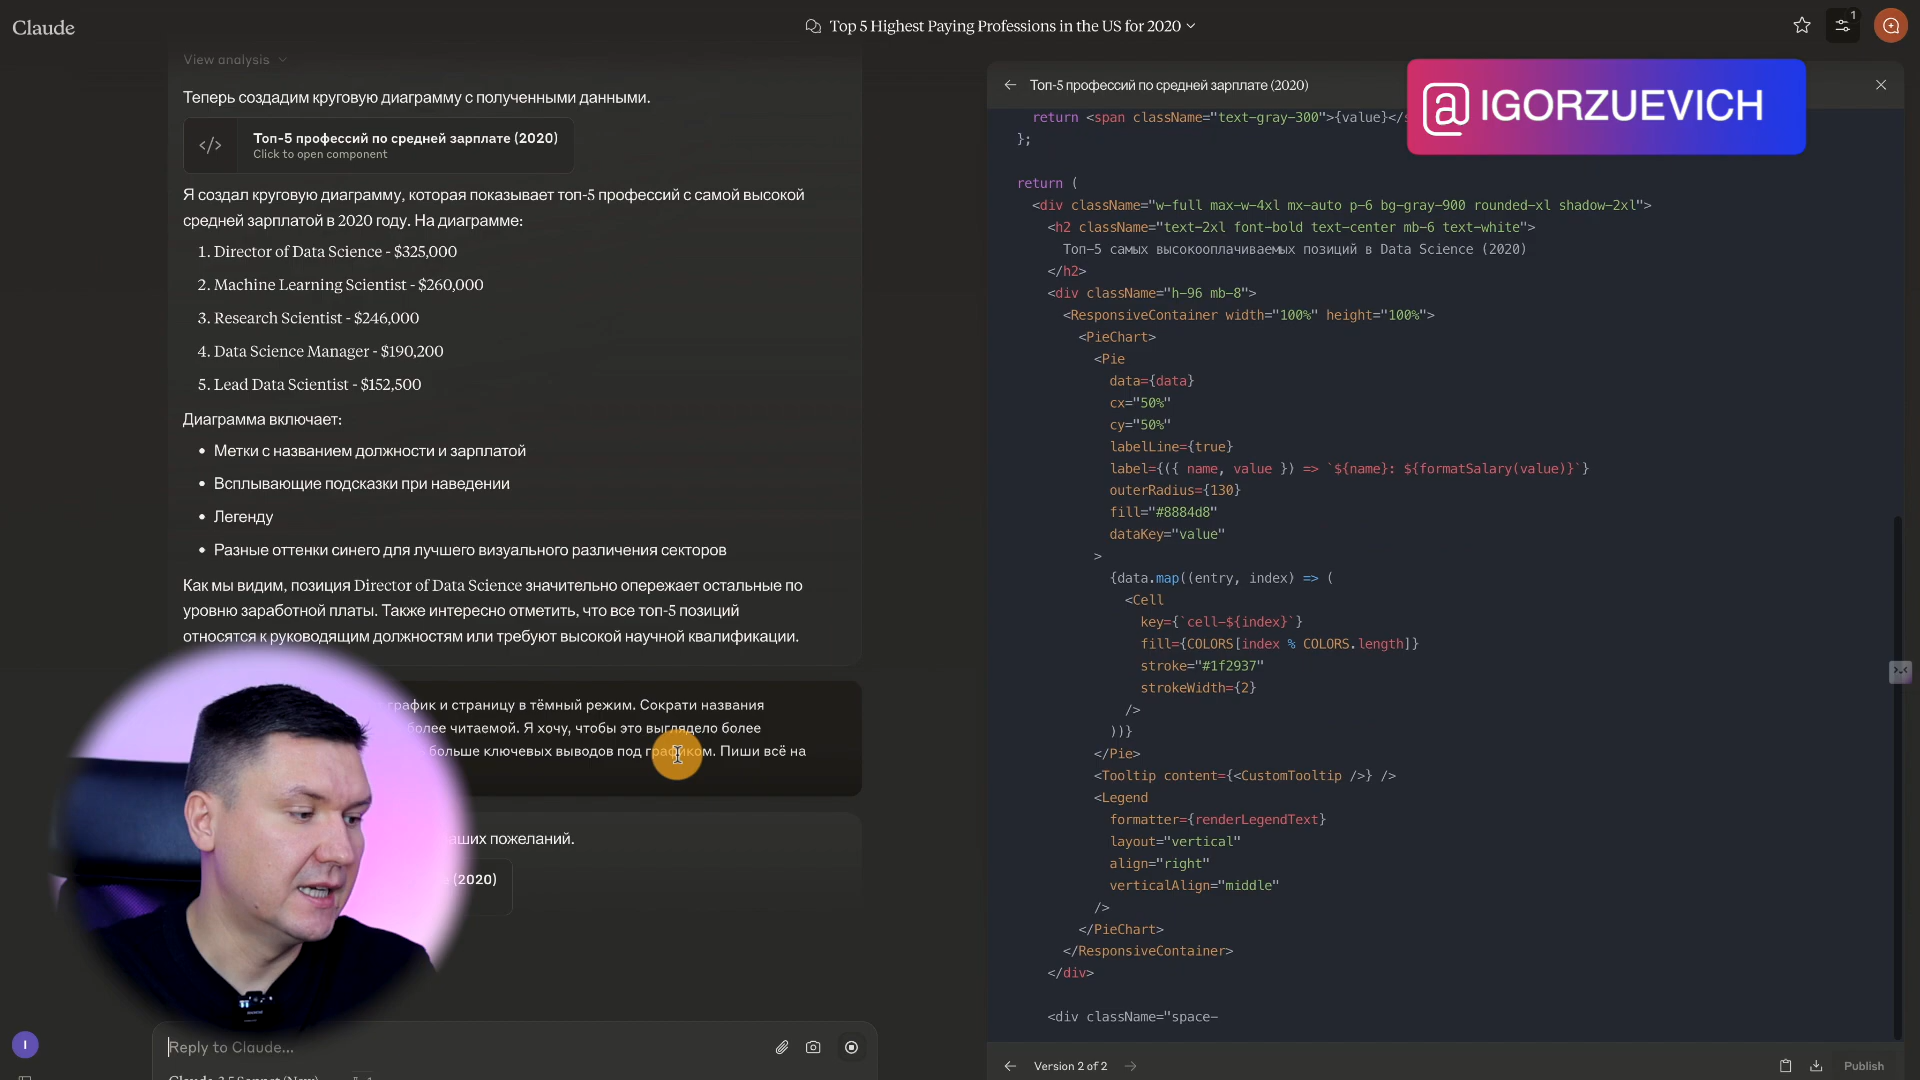 Claude
Top 5 Highest Paying Professions in the US for 2020
1
View analysis
Теперь создадим круговую диаграмму с полученными данными.
</>
Топ-5 профессий по средней зарплате (2020)
Click to open component
Я создал круговую диаграмму, которая показывает топ-5 профессий с самой высокой
средней зарплатой в 2020 году. На диаграмме:
1. Director of Data Science - $325,000
2. Machine Learning Scientist - $260,000
3. Research Scientist - $246,000
4. Data Science Manager - $190,200
5. Lead Data Scientist - $152,500
Диаграмма включает:
• Метки с названием должности и зарплатой
• Всплывающие подсказки при наведении
• Легенду
• Разные оттенки синего для лучшего визуального различения секторов
Как мы видим, позиция Director of Data Science значительно опережает остальные по
уровню заработной платы. Также интересно отметить, что все топ-5 позиций
относятся к руководящим должностям или требуют высокой научной квалификации.
график и страницу в тёмный режим. Сократи названия
более читаемой. Я хочу, чтобы это выглядело более
больше ключевых выводов под графиком. Пиши всё на
ваших пожеланий.
(2020)
I
Reply to Claude...
Топ-5 профессий по средней зарплате (2020)
@IGORZUEVICH
return <span className="text-gray-300">{value}</s
};
return (
<div className="w-full max-w-4xl mx-auto p-6 bg-gray-900 rounded-xl shadow-2xl">
<h2 className="text-2xl font-bold text-center mb-6 text-white">
Топ-5 самых высокооплачиваемых позиций в Data Science (2020)
</h2>
<div className="h-96 mb-8">
<ResponsiveContainer width="100%" height="100%">
<PieChart>
<Pie
data={data}
cx="50%"
cy="50%"
labelLine={true}
label={({ name, value }) => `${name}: ${formatSalary(value)}`}
outerRadius={130}
fill="#8884d8"
dataKey="value"
>
{data.map((entry, index) => (
<Cell
key={`cell-${index}`}
fill={COLORS[index % COLORS.length]}
stroke="#1f2937"
strokeWidth={2}
/>
))}
</Pie>
<Tooltip content={<CustomTooltip />} />
<Legend
formatter={renderLegendText}
layout="vertical"
align="right"
verticalAlign="middle"
/>
</PieChart>
</ResponsiveContainer>
</div>
<div className="space-
Version 2 of 2
Publish